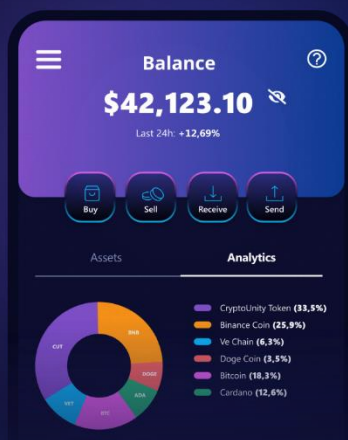 Balance
$42,123.10
Last 24h: +12,69%
Buy
Sell
Receive
Send
Assets
Analytics
CryptoUnity Token (33,5%)
Binance Coin (25,9%)
Ve Chain (6,3%)
Doge Coin (3,5%)
Bitcoin (18,3%)
Cardano (12,6%)
BNB
CUT
DOGE
ADA
VET
BTC